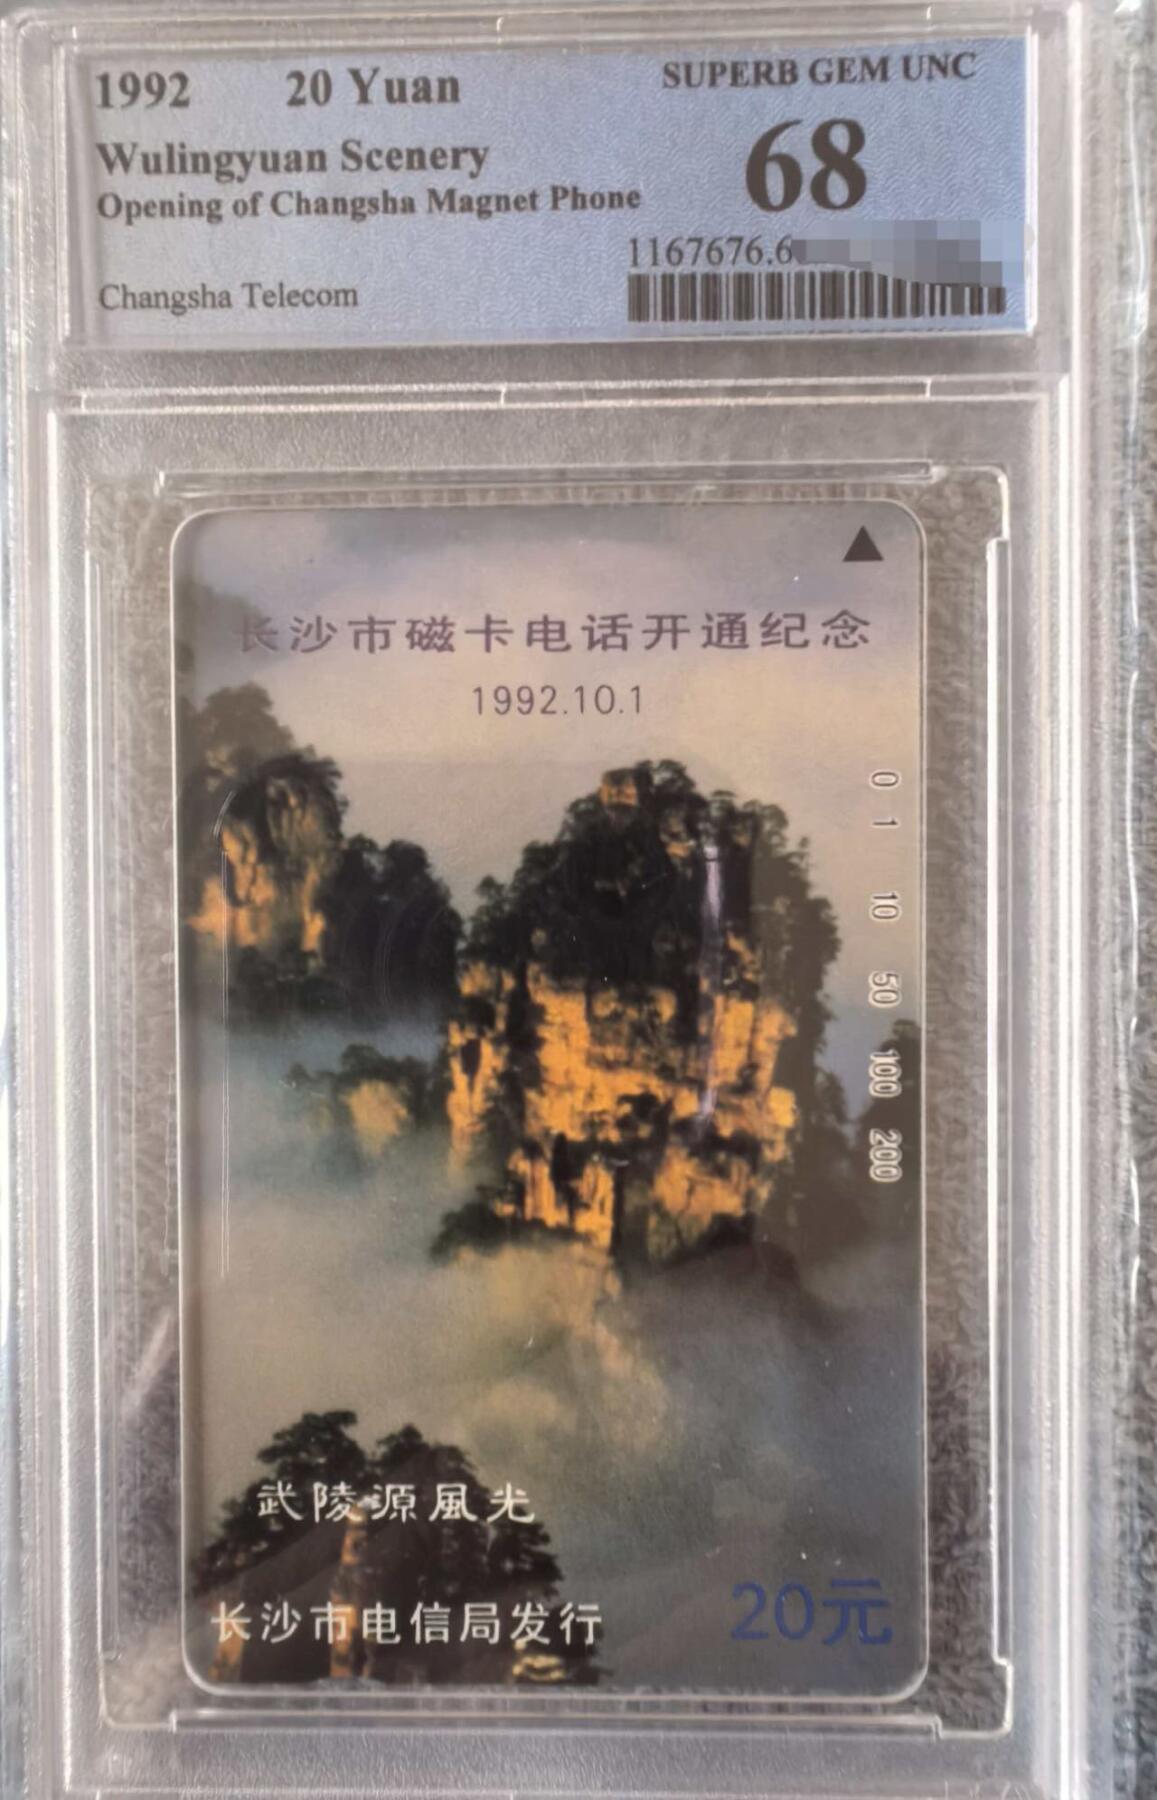 1992 20 Yuan
SUPERB GEM UNC
Wulingyuan Scenery
68
Opening of Changsha Magnet Phone
1167676.6
Changsha Telecom
▲
长沙市磁卡电话开通纪念
1992.10.1
0
1
10
50
100
200
武陵源風光
长沙市电信局发行
20元